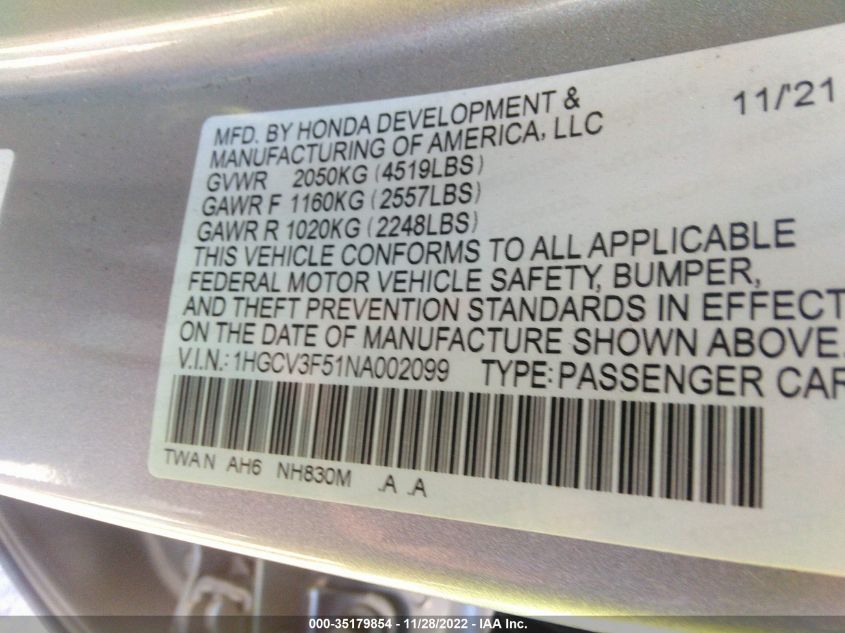 11/'21
MFD. BY HONDA DEVELOPMENT &
MANUFACTURING OF AMERICA, LLC
GVWR 2050KG (4519LBS)
GAWR F 1160KG (2557LBS)
GAWR R 1020KG (2248LBS)
THIS VEHICLE CONFORMS TO ALL APPLICABLE
FEDERAL MOTOR VEHICLE SAFETY, BUMPER,
AND THEFT PREVENTION STANDARDS IN EFFECT
ON THE DATE OF MANUFACTURE SHOWN ABOVE.
V.I.N.: 1HGCV3F51NA002099 TYPE: PASSENGER CAR
TWAN AH6 NH830M .A .A
000-35179854 - 11/28/2022 - IAA Inc.